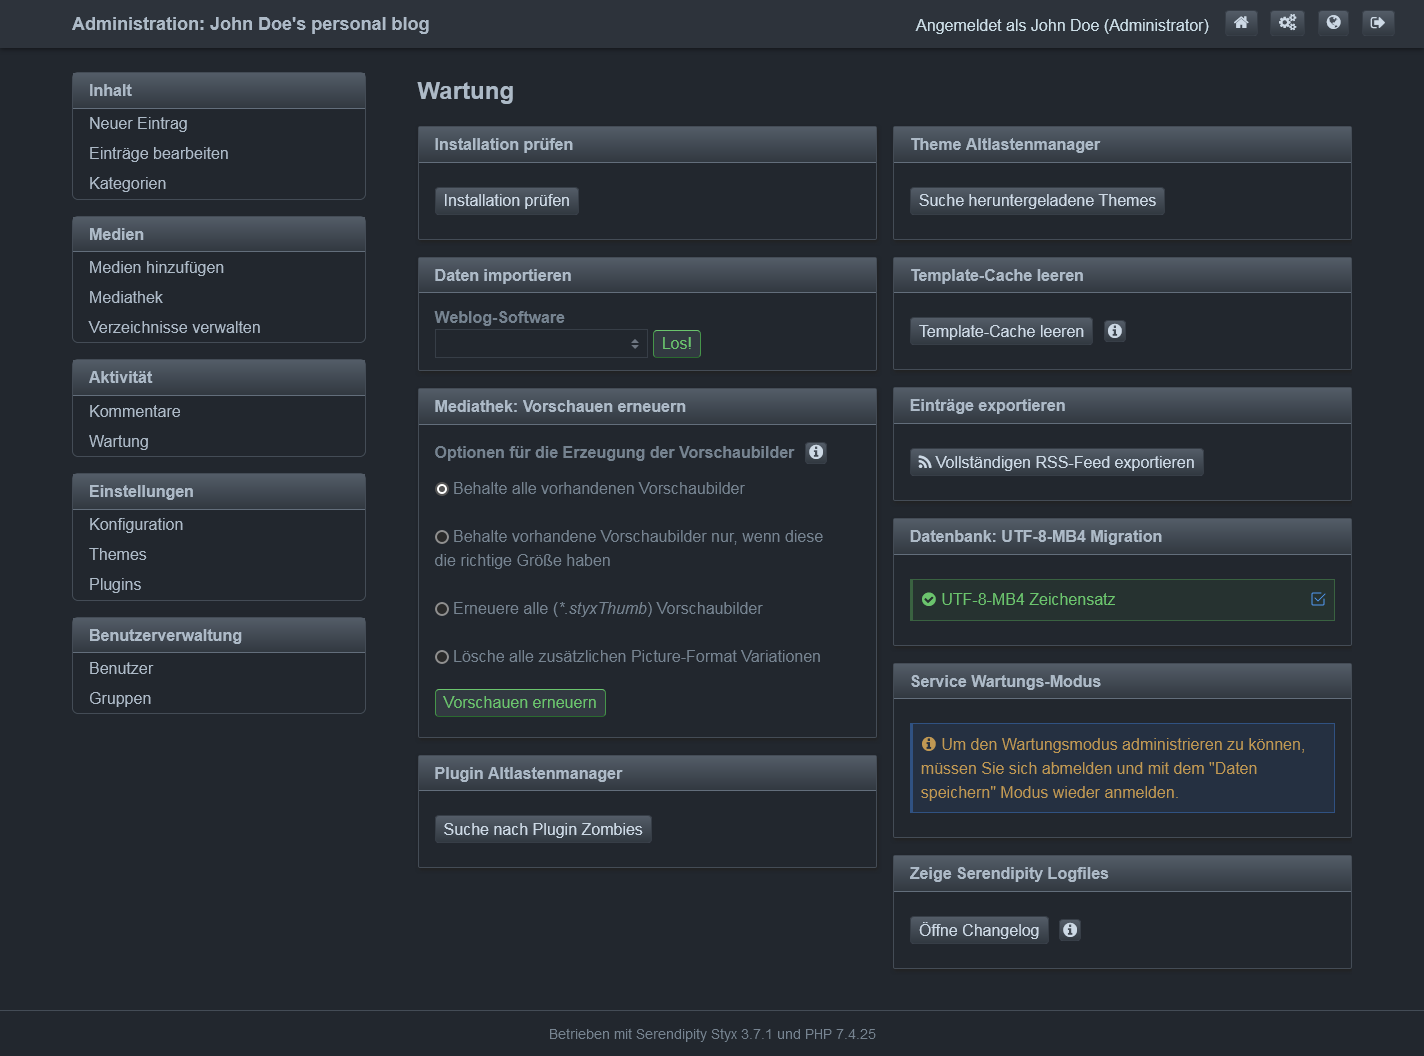 Administration: John Doe's personal blog
Angemeldet als John Doe (Administrator)
Inhalt
Neuer Eintrag
Einträge bearbeiten
Kategorien
Medien
Medien hinzufügen
Mediathek
Verzeichnisse verwalten
Aktivität
Kommentare
Wartung
Einstellungen
Konfiguration
Themes
Plugins
Benutzerverwaltung
Benutzer
Gruppen
Wartung
Installation prüfen
Installation prüfen
Daten importieren
Weblog-Software
Los!
Mediathek: Vorschauen erneuern
Optionen für die Erzeugung der Vorschaubilder
Behalte alle vorhandenen Vorschaubilder
Behalte vorhandene Vorschaubilder nur, wenn diese
die richtige Größe haben
Erneuere alle (*.styxThumb) Vorschaubilder
Lösche alle zusätzlichen Picture-Format Variationen
Vorschauen erneuern
Plugin Altlastenmanager
Suche nach Plugin Zombies
Theme Altlastenmanager
Suche heruntergeladene Themes
Template-Cache leeren
Template-Cache leeren
Einträge exportieren
Vollständigen RSS-Feed exportieren
Datenbank: UTF-8-MB4 Migration
UTF-8-MB4 Zeichensatz
Service Wartungs-Modus
Um den Wartungsmodus administrieren zu können,
müssen Sie sich abmelden und mit dem "Daten
speichern" Modus wieder anmelden.
Zeige Serendipity Logfiles
Öffne Changelog
Betrieben mit Serendipity Styx 3.7.1 und PHP 7.4.25